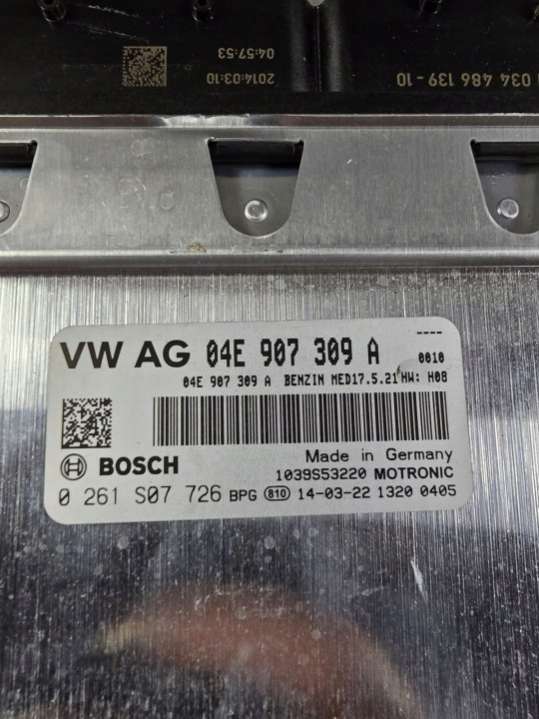 04:57:53
2014:03:10
034 486 139-10
----
VW AG 04E 907 309 A 0010
04E 907 309 A BENZIN MED17.5.21 HW: H08
Made in Germany
BOSCH 1039S53220 MOTRONIC
0 261 S07 726 BPG 810 14-03-22 1320 0405